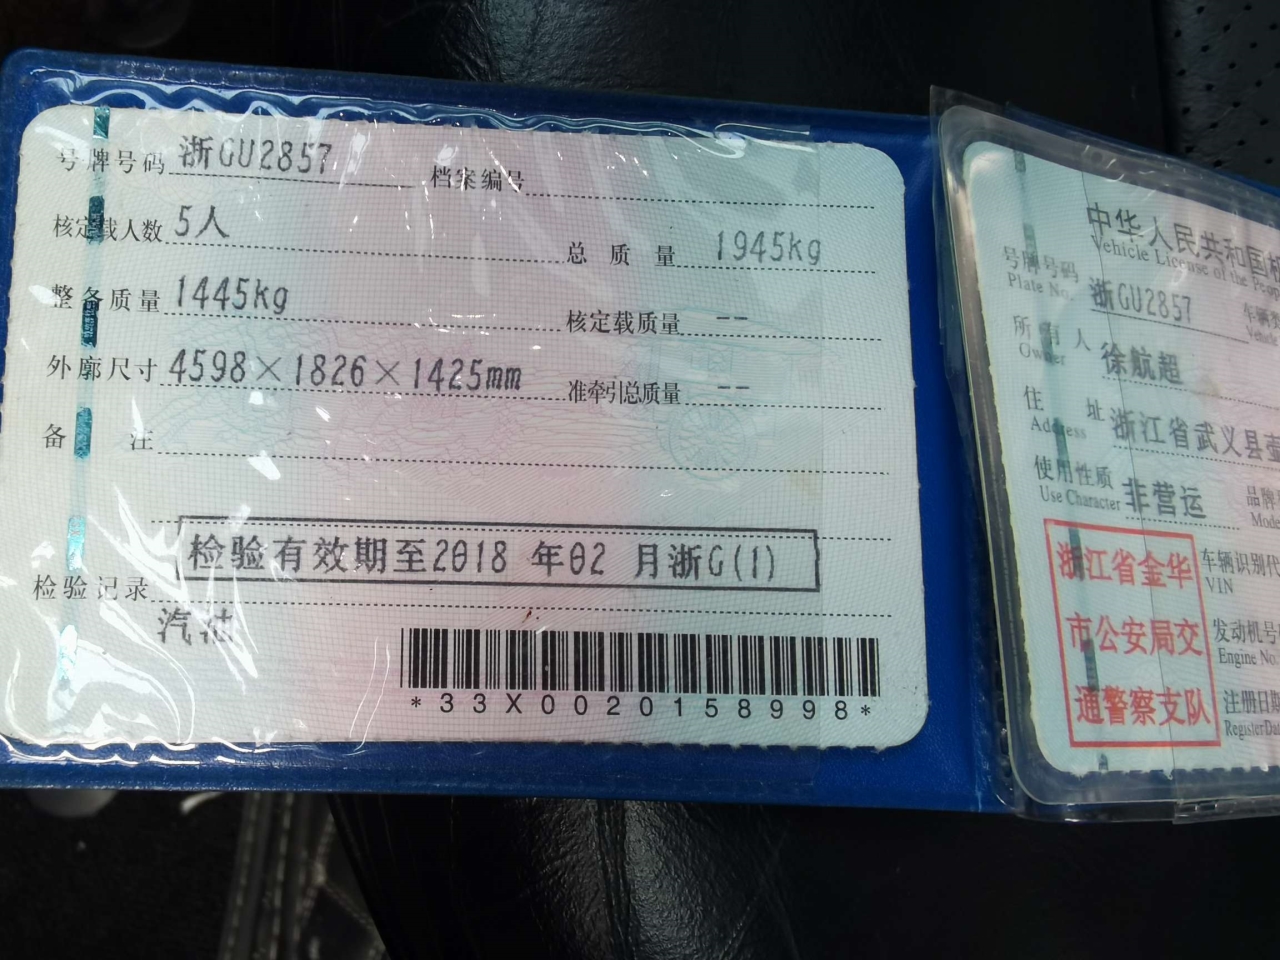 号牌号码 浙GU2857 档案编号
核定载人数 5人 总质量 1945kg
整备质量 1445kg 核定载质量 --
外廓尺寸 4598×1826×1425mm 准牵引总质量 --
备注
检验有效期至2018 年02 月浙G(1)
检验记录
汽油
*33X0020158998*
中华人民共和国
Vehicle License of the
号牌号码 浙GU2857
Plate No.
所有人 徐航超
Owner
住址 浙江省武义县
Address
使用性质 非营运 品牌
Use Character
浙江省金华
市公安局交
通警察支队
车辆识别代
VIN
发动机号
Engine No.
注册日期